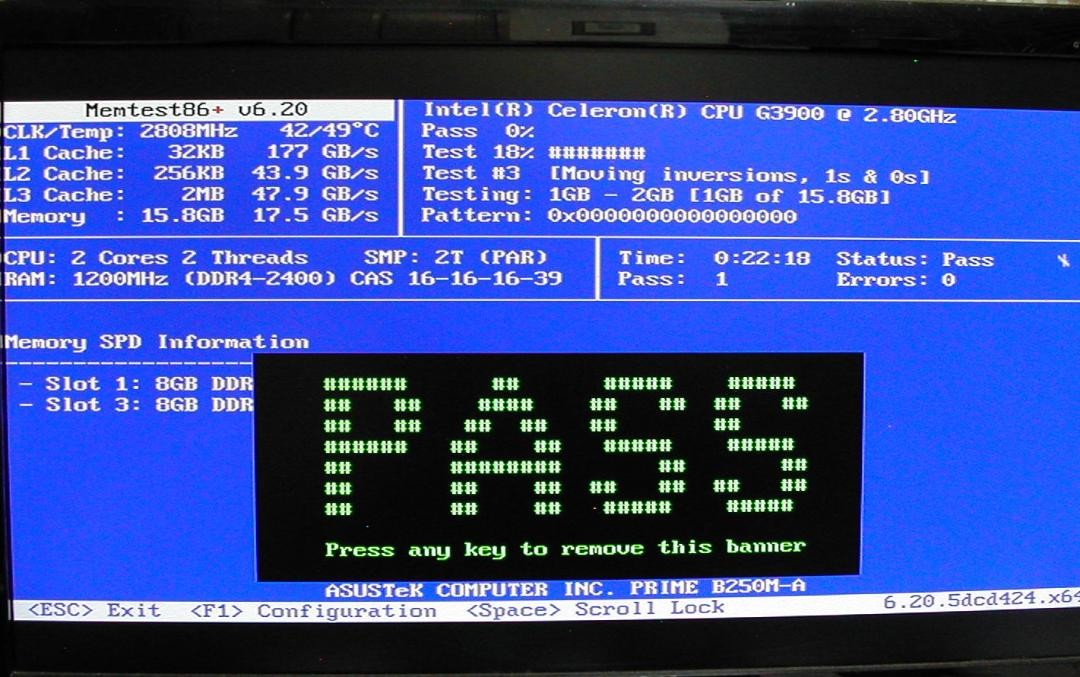 Memtest86+ v6.20
Intel(R) Celeron(R) CPU G3900 @ 2.80GHz
CLK/Temp: 2808MHz 42/49°C
Pass 0%
L1 Cache: 32KB 177 GB/s
Test 18% #######
L2 Cache: 256KB 43.9 GB/s
Test #3 [Moving inversions, 1s & 0s]
L3 Cache: 2MB 47.9 GB/s
Testing: 1GB - 2GB [1GB of 15.8GB]
Memory : 15.8GB 17.5 GB/s
Pattern: 0x0000000000000000
CPU: 2 Cores 2 Threads SMP: 2T (PAR)
Time: 0:22:18 Status: Pass
RAM: 1200MHz (DDR4-2400) CAS 16-16-16-39
Pass: 1 Errors: 0
Memory SPD Information
- Slot 1: 8GB DDR
- Slot 3: 8GB DDR
PASS
Press any key to remove this banner
ASUSTeK COMPUTER INC. PRIME B250M-A
<ESC> Exit <F1> Configuration <Space> Scroll Lock 6.20.5dcd424.x64